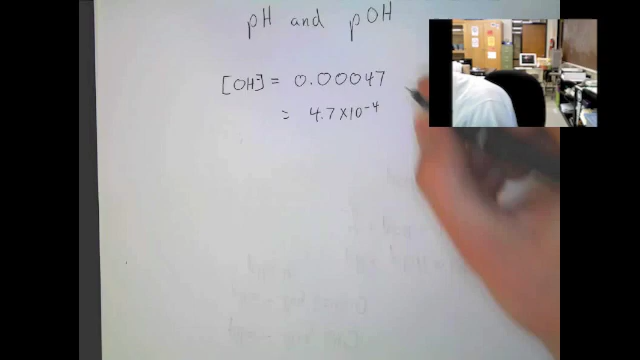 pH and pOH
[OH] = 0.00047
= 4.7×10⁻⁴